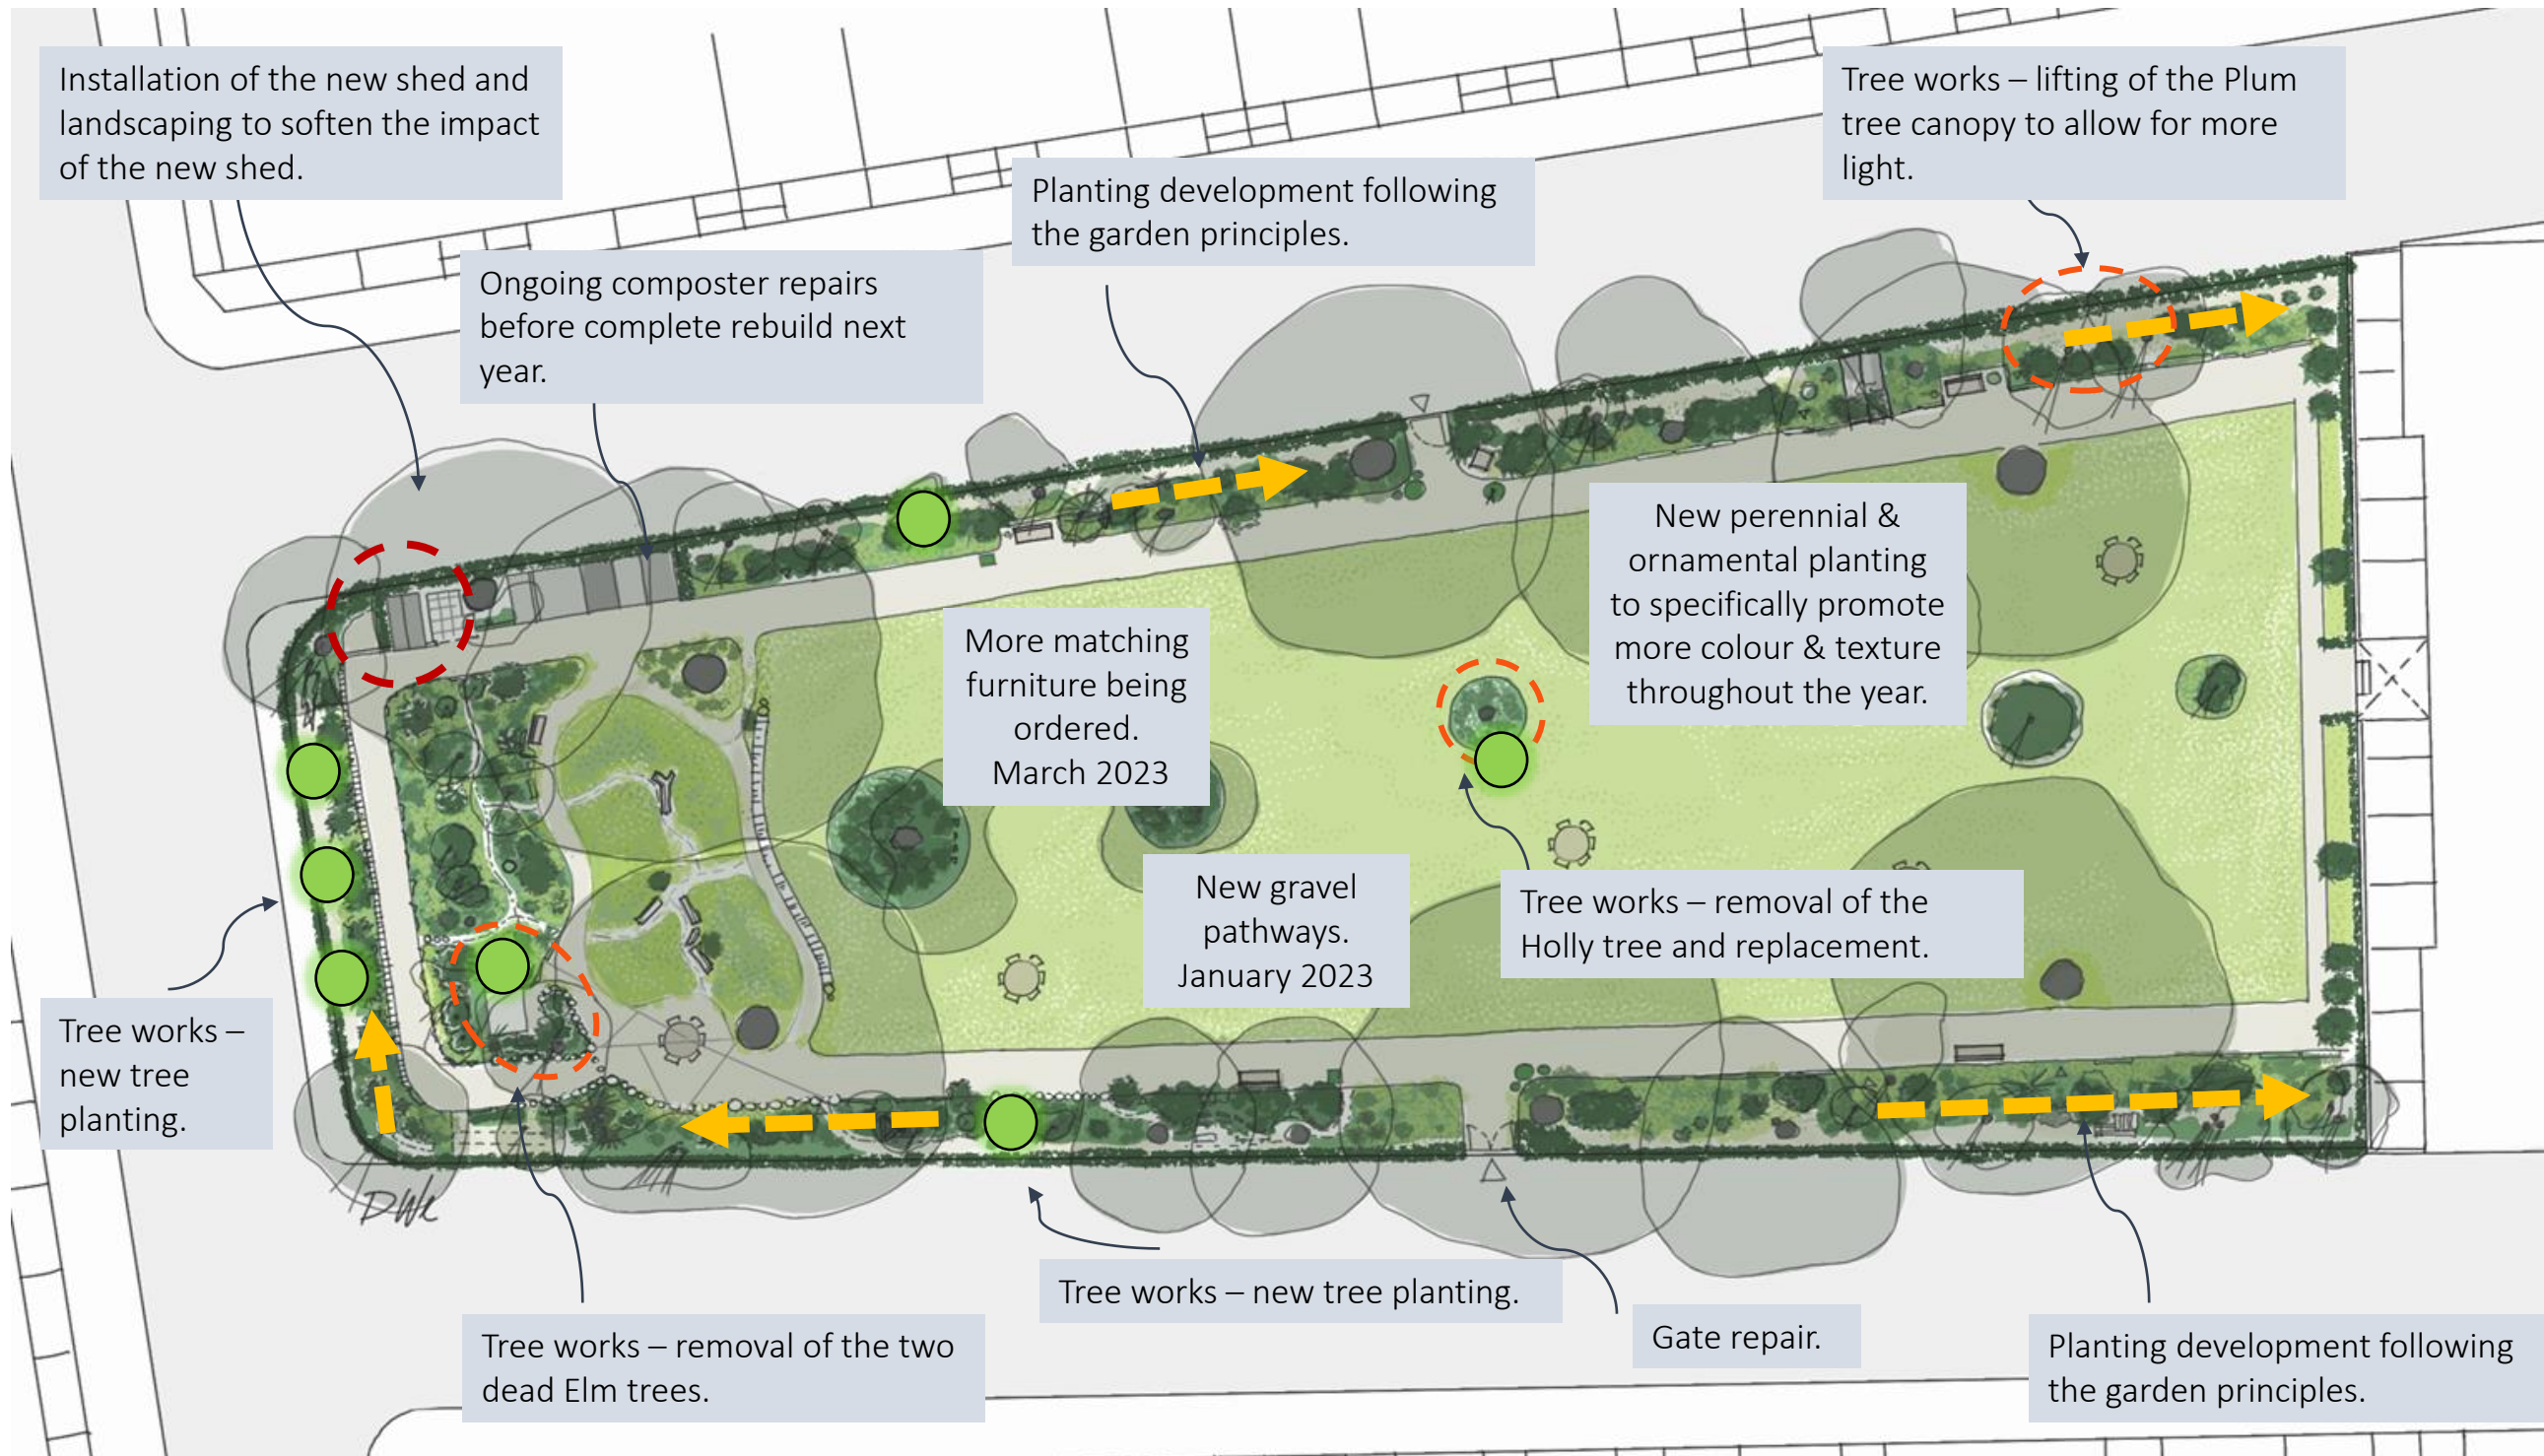 Installation of the new shed and
landscaping to soften the impact
of the new shed.
Tree works – lifting of the Plum
tree canopy to allow for more
light.
Planting development following
the garden principles.
Ongoing composter repairs
before complete rebuild next
year.
New perennial &
ornamental planting
to specifically promote
more colour & texture
throughout the year.
More matching
furniture being
ordered.
March 2023
New gravel
pathways.
January 2023
Tree works – removal of the
Holly tree and replacement.
Tree works –
new tree
planting.
DWR
Tree works – new tree planting.
Gate repair.
Tree works – removal of the two
dead Elm trees.
Planting development following
the garden principles.